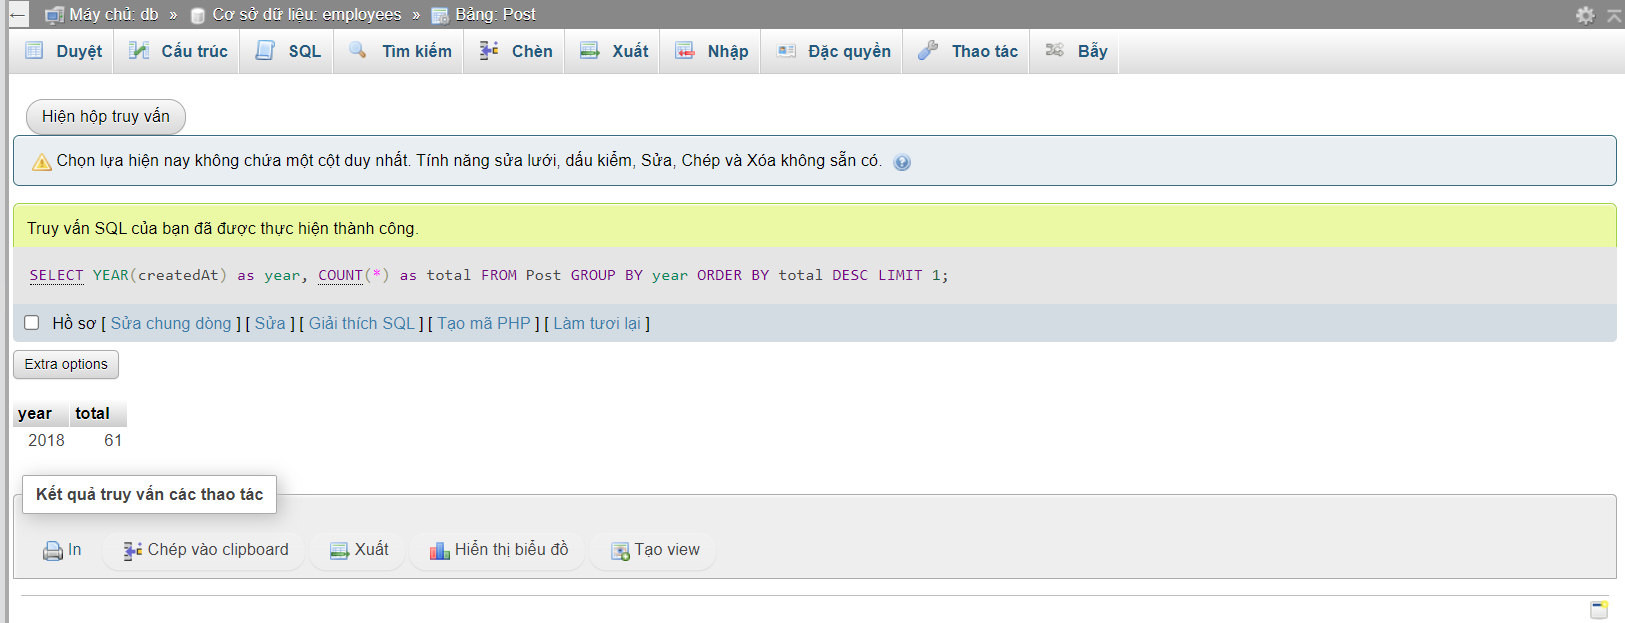 Máy chủ: db » Cơ sở dữ liệu: employees » Bảng: Post
Duyệt Cấu trúc SQL Tìm kiếm Chèn Xuất Nhập Đặc quyền Thao tác Bẫy
Hiện hộp truy vấn
Chọn lựa hiện nay không chứa một cột duy nhất. Tính năng sửa lưới, dấu kiểm, Sửa, Chép và Xóa không sẵn có.
Truy vấn SQL của bạn đã được thực hiện thành công.
SELECT YEAR(createdAt) as year, COUNT(*) as total FROM Post GROUP BY year ORDER BY total DESC LIMIT 1;
Hồ sơ [ Sửa chung dòng ] [ Sửa ] [ Giải thích SQL ] [ Tạo mã PHP ] [ Làm tươi lại ]
Extra options
year total
2018 61
Kết quả truy vấn các thao tác
In Chép vào clipboard Xuất Hiển thị biểu đồ Tạo view